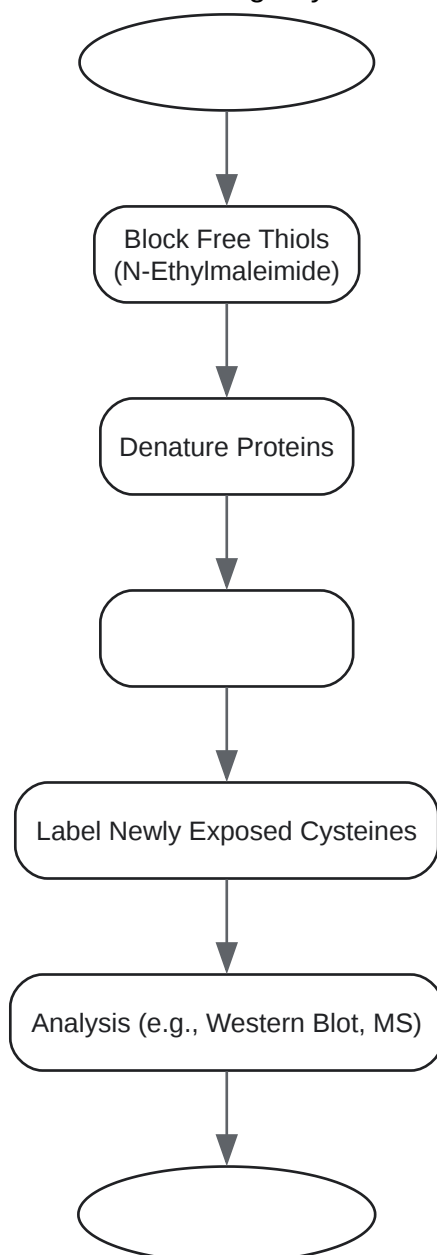 Block Free Thiols
(N-Ethylmaleimide)
Denature Proteins
Label Newly Exposed Cysteines
Analysis (e.g., Western Blot, MS)